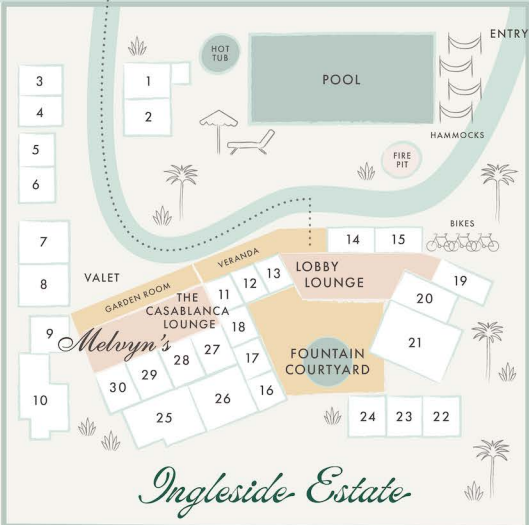 ENTRY
HOT
TUB
POOL
3
1
4
2
HAMMOCKS
5
FIRE
PIT
6
BIKES
7
14
15
VERANDA
VALET
8
GARDEN ROOM
13
LOBBY
LOUNGE
12
19
11
20
THE
CASABLANCA
LOUNGE
18
9
Melvyn's
27
21
28
17
FOUNTAIN
COURTYARD
29
30
16
10
26
25
24
23
22
Ingleside Estate